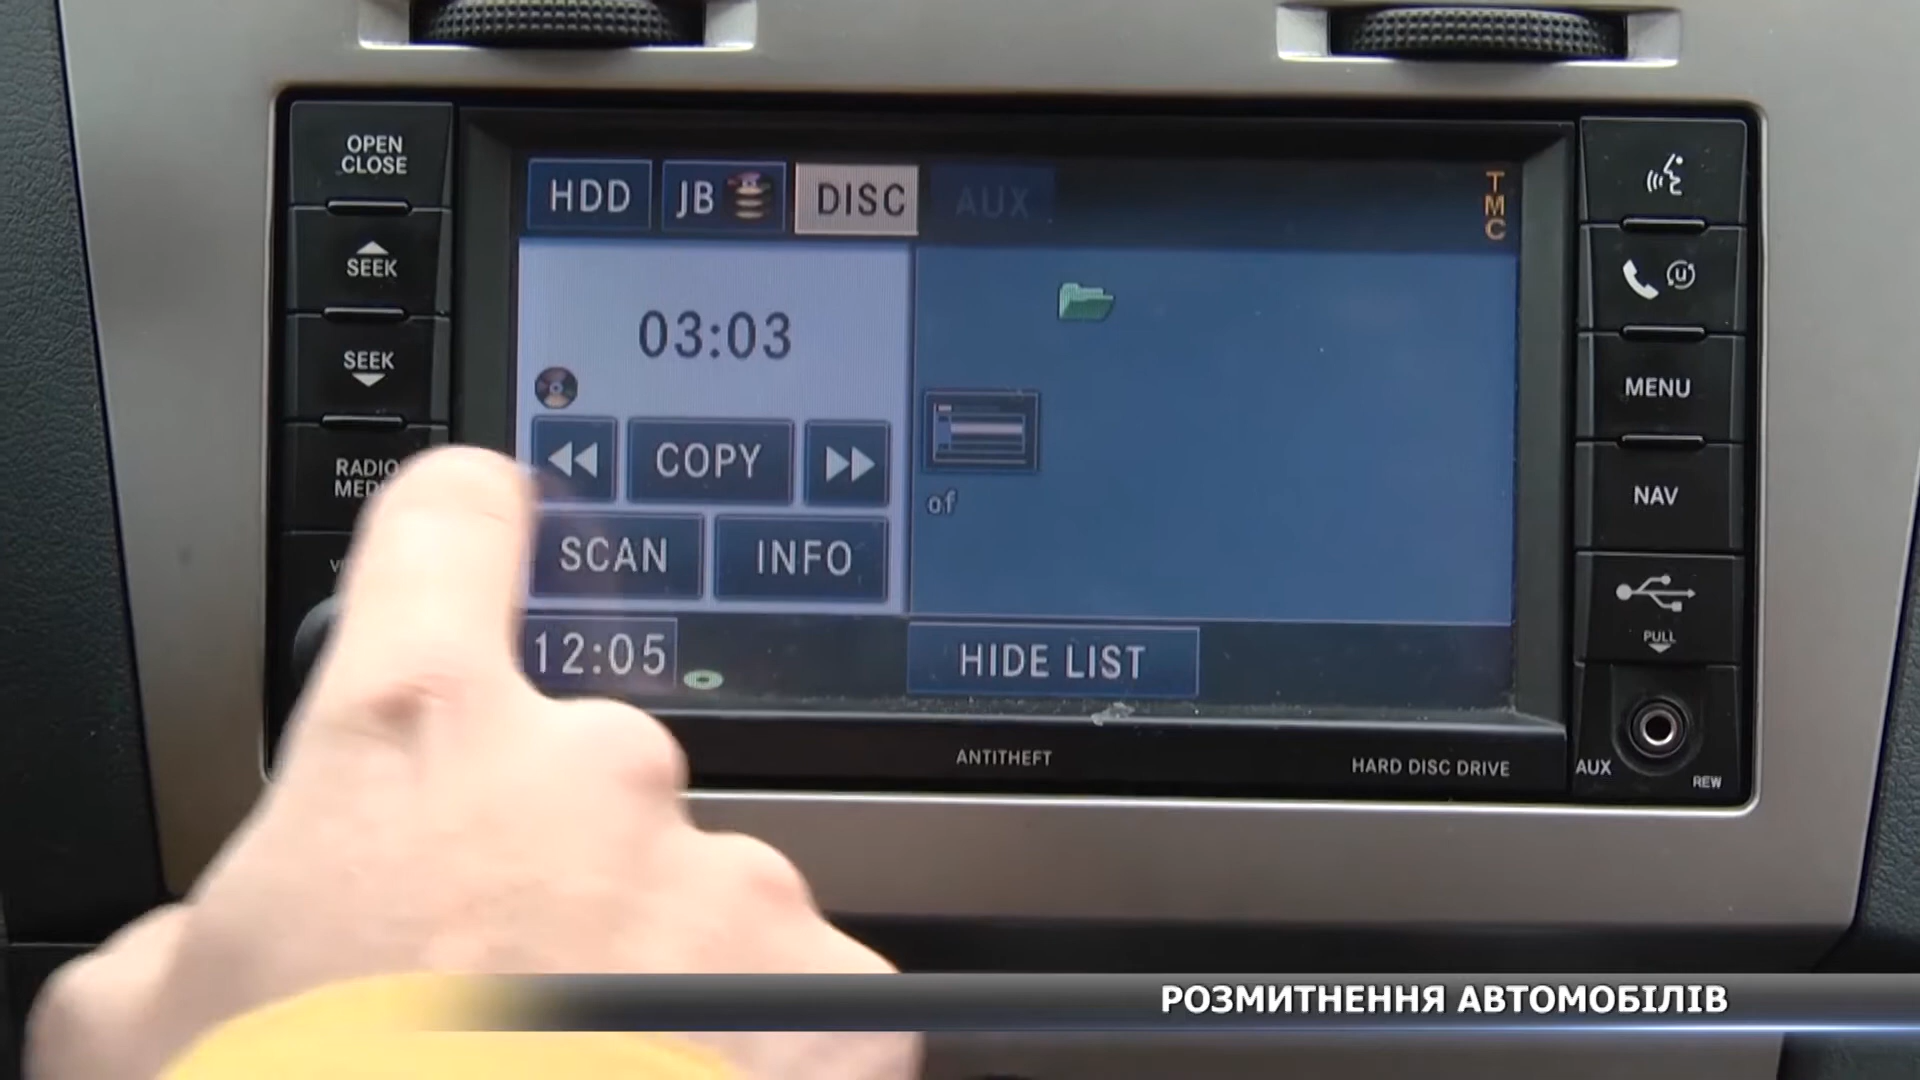 OPEN
CLOSE
SEEK
SEEK
RADIO
HDD
JB
DISC
AUX
TMC
03:03
COPY
SCAN
INFO
of
12:05
HIDE LIST
MENU
NAV
PULL
ANTITHEFT
HARD DISC DRIVE
AUX
REW
РОЗМИТНЕННЯ АВТОМОБІЛІВ